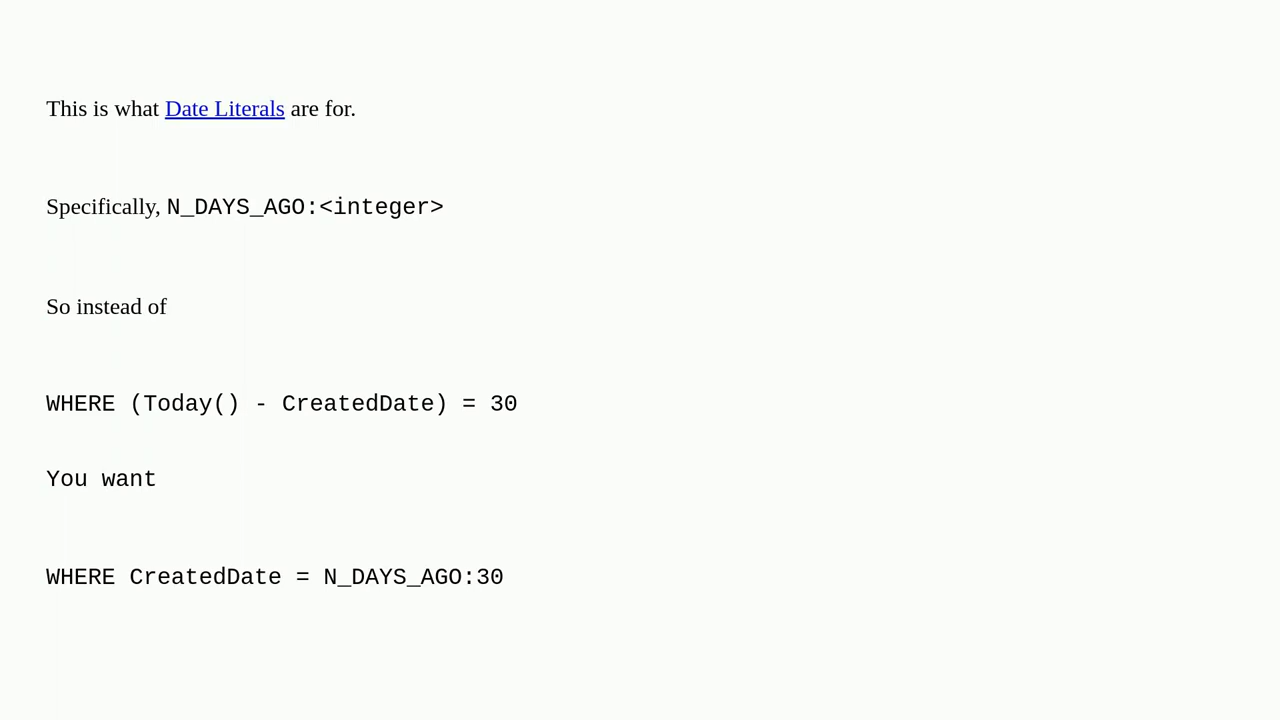 This is what Date Literals are for.
Specifically, N_DAYS_AGO:<integer>
So instead of
WHERE (Today() - CreatedDate) = 30
You want
WHERE CreatedDate = N_DAYS_AGO:30